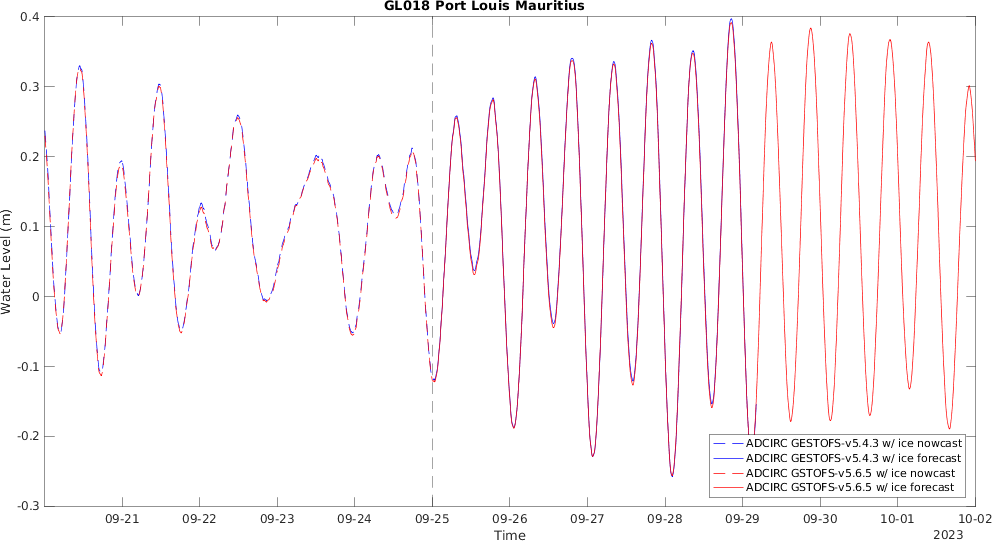 GL018 Port Louis Mauritius
0.4
0.3
0.2
0.1
0
-0.1
-0.2
-0.3
Water Level (m)
ADCIRC GESTOFS-v5.4.3 w/ ice nowcast
ADCIRC GESTOFS-v5.4.3 w/ ice forecast
ADCIRC GSTOFS-v5.6.5 w/ ice nowcast
ADCIRC GSTOFS-v5.6.5 w/ ice forecast
09-21 09-22 09-23 09-24 09-25 09-26 09-27 09-28 09-29 09-30 10-01 10-02
Time
2023